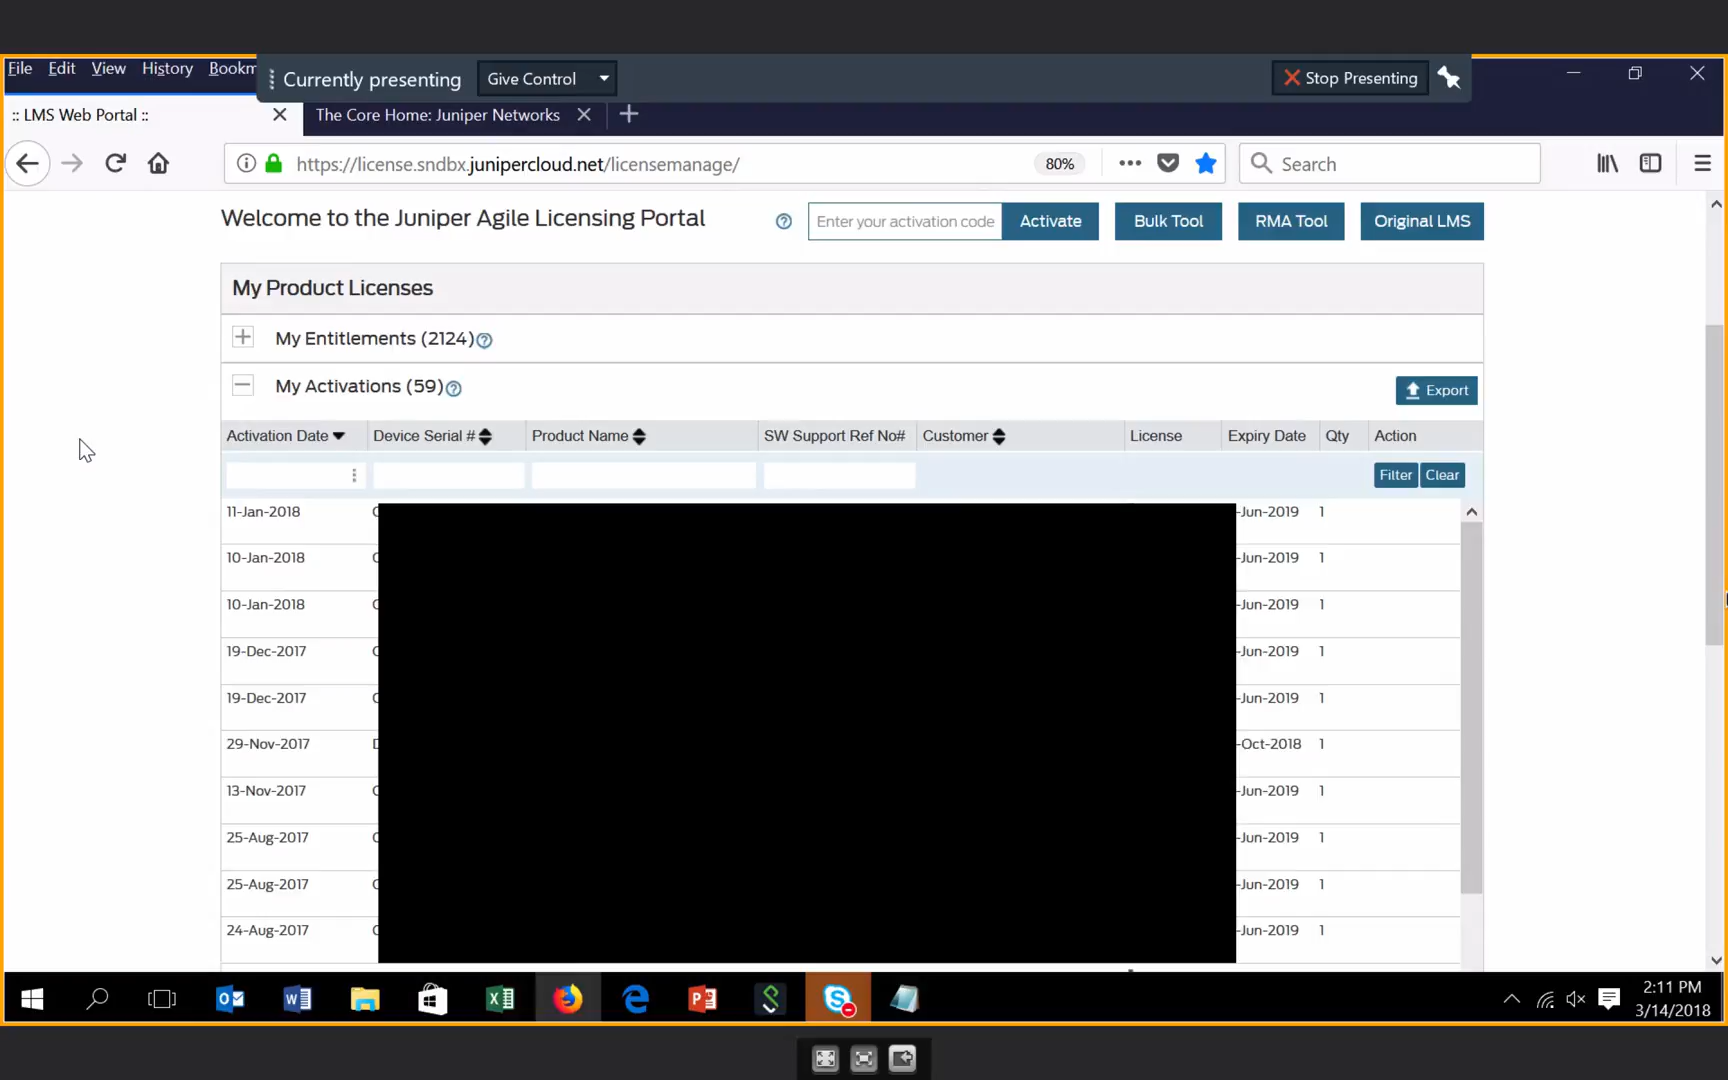 Currently presenting Give Control Stop Presenting
File Edit View History Bookm
:: LMS Web Portal :: The Core Home: Juniper Networks
https://license.sndbx.junipercloud.net/licensemanage/ 80% Search
Welcome to the Juniper Agile Licensing Portal Enter your activation code Activate Bulk Tool RMA Tool Original LMS
My Product Licenses
My Entitlements (2124)
My Activations (59) Export
Activation Date Device Serial # Product Name SW Support Ref No# Customer License Expiry Date Qty Action
Filter Clear
11-Jan-2018 -Jun-2019 1
10-Jan-2018 -Jun-2019 1
10-Jan-2018 -Jun-2019 1
19-Dec-2017 -Jun-2019 1
19-Dec-2017 -Jun-2019 1
29-Nov-2017 -Oct-2018 1
13-Nov-2017 -Jun-2019 1
25-Aug-2017 -Jun-2019 1
25-Aug-2017 -Jun-2019 1
24-Aug-2017 -Jun-2019 1
2:11 PM
3/14/2018